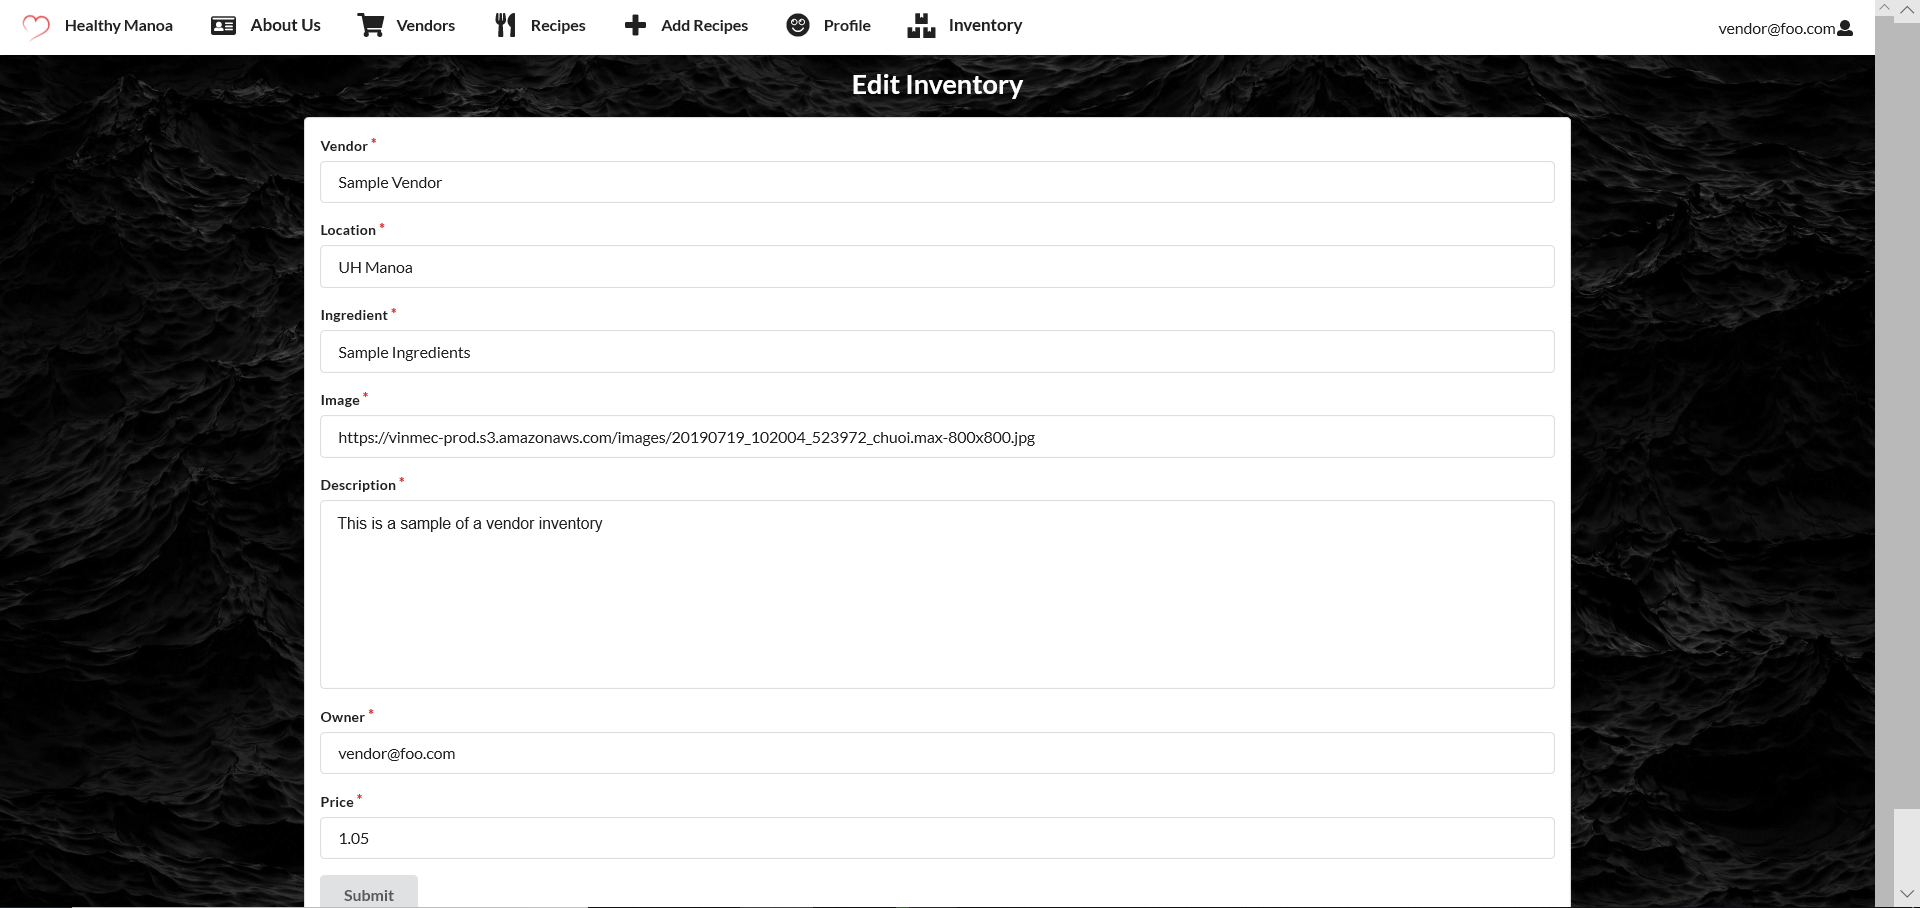 Healthy Manoa About Us Vendors Recipes Add Recipes Profile Inventory vendor@foo.com
Edit Inventory
Vendor *
Sample Vendor
Location *
UH Manoa
Ingredient *
Sample Ingredients
Image *
https://vinmec-prod.s3.amazonaws.com/images/20190719_102004_523972_chuoi.max-800x800.jpg
Description *
This is a sample of a vendor inventory
Owner *
vendor@foo.com
Price *
1.05
Submit